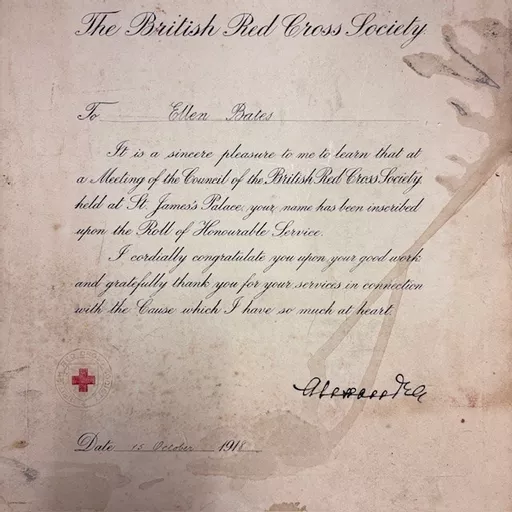 The British Red Cross Society.
To Ellen Bates
It is a sincere pleasure to me to learn that at
a Meeting of the Council of the British Red Cross Society,
held at St. James's Palace, your name has been inscribed
upon the Roll of Honourable Service.
I cordially congratulate you upon your good work
and gratefully thank you for your services in connection
with the Cause which I have so much at heart.
Alexandra
Date 15 October 1918